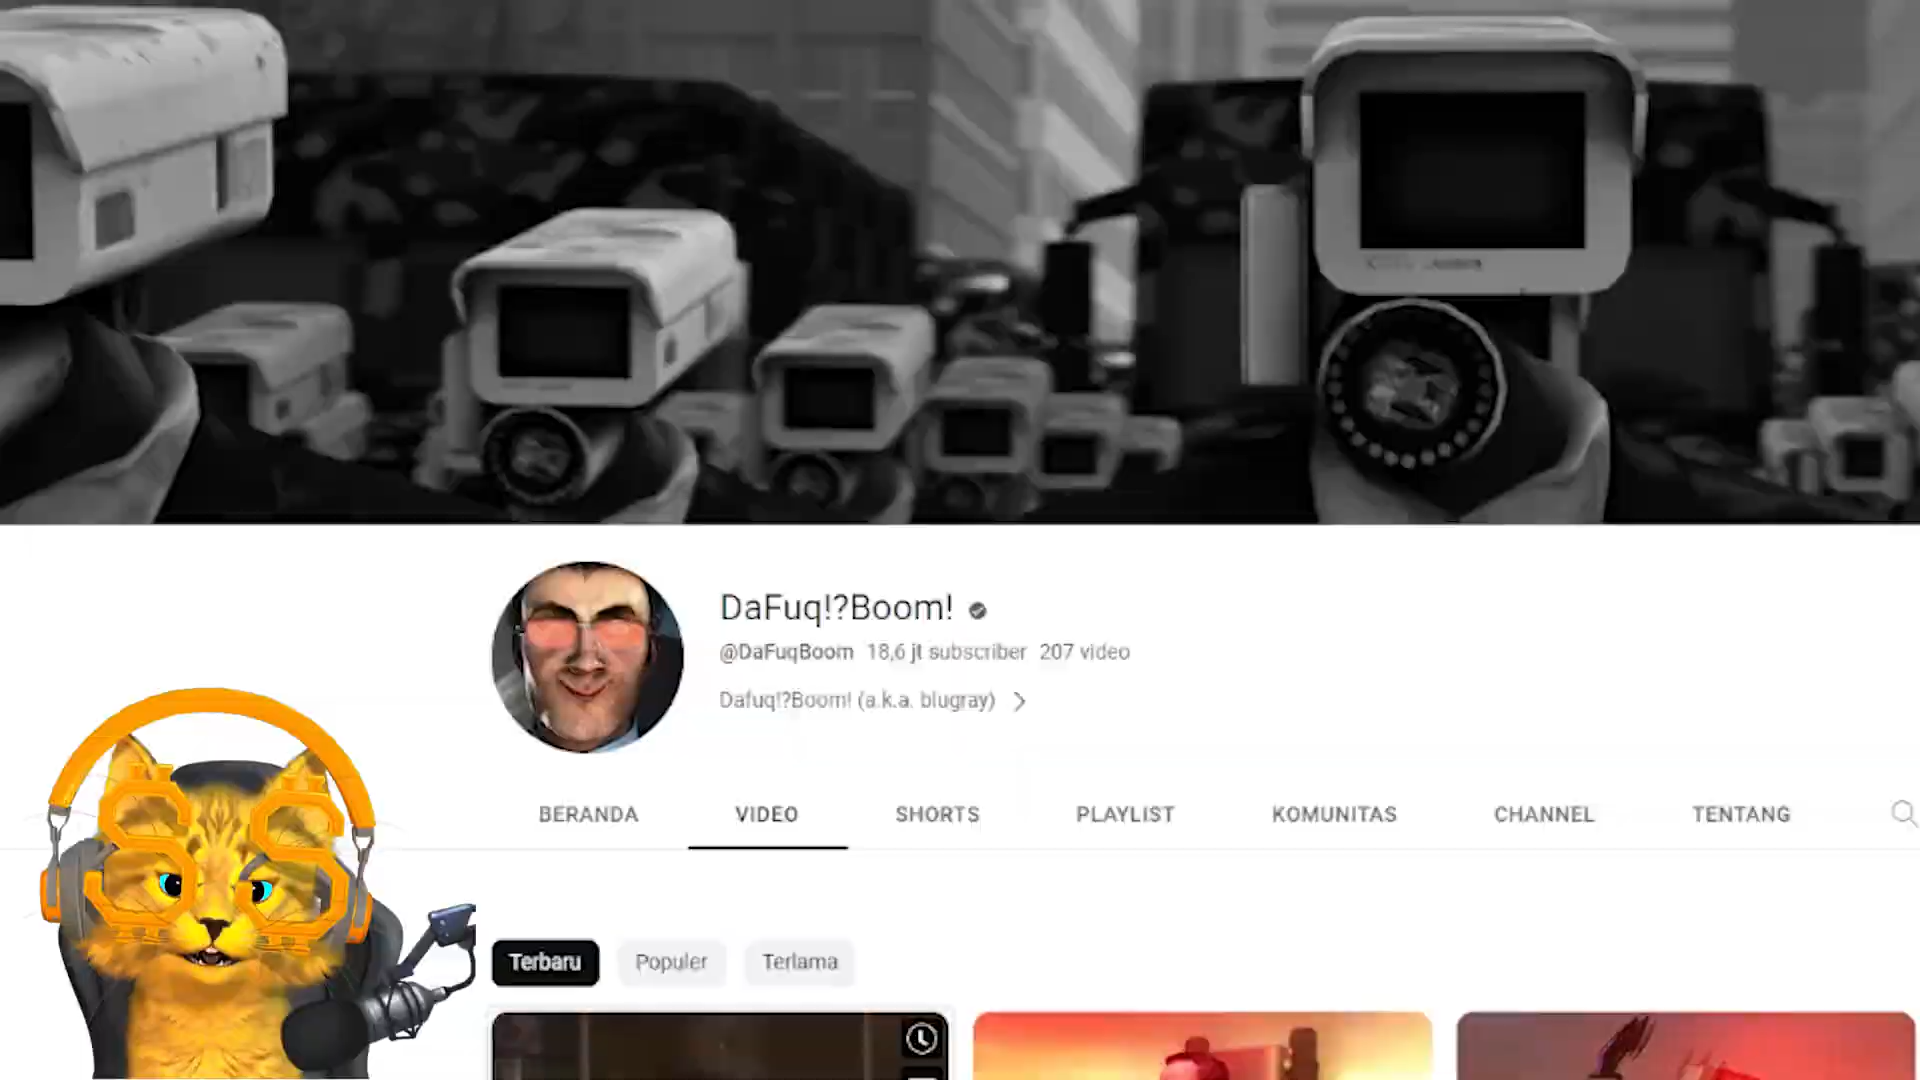 DaFuq!?Boom!
@DaFuqBoom 18,6 jt subscriber 207 video
Dafuq!?Boom! (a.k.a. blugray)
BERANDA VIDEO SHORTS PLAYLIST KOMUNITAS CHANNEL TENTANG
Terbaru Populer Terlama